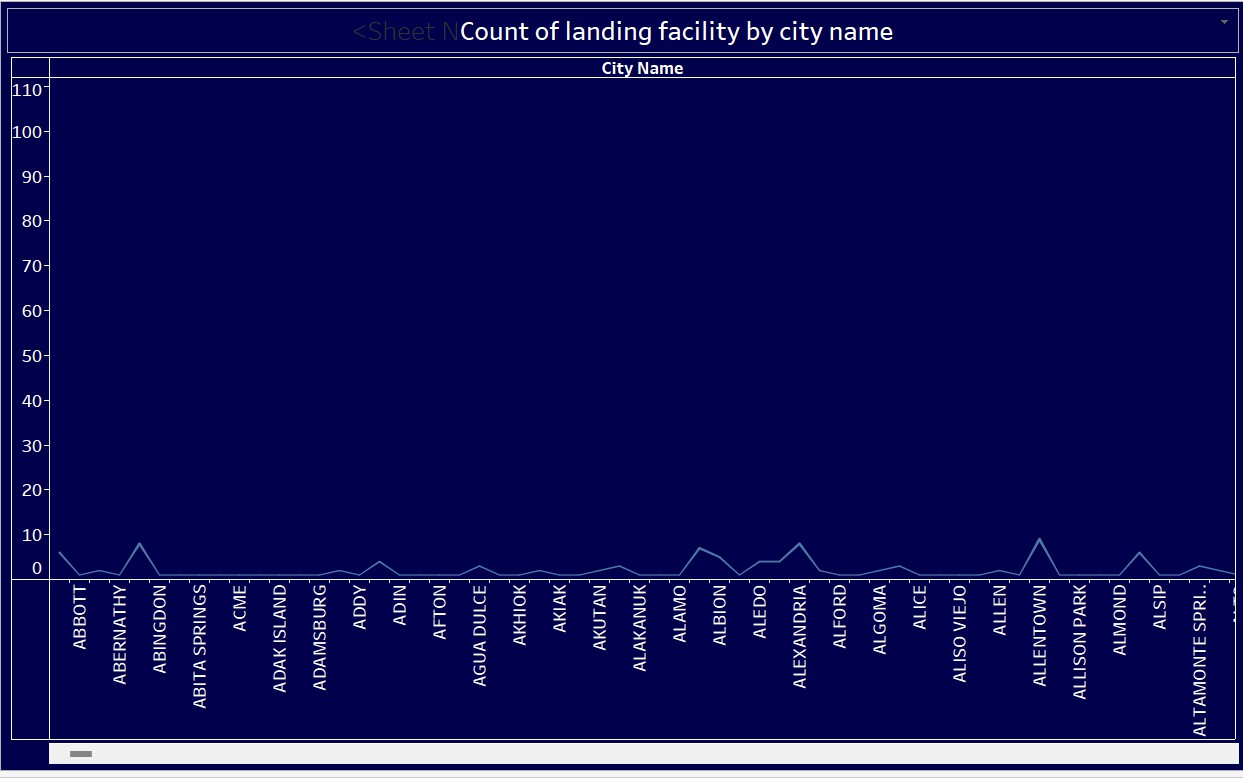 <Sheet N Count of landing facility by city name
City Name
110
100
90
80
70
60
50
40
30
20
10
0
ABBOTT
ABERNATHY
ABINGDON
ABITA SPRINGS
ACME
ADAK ISLAND
ADAMSBURG
ADDY
ADIN
AFTON
AGUA DULCE
AKHIOK
AKIAK
AKUTAN
ALAKANUK
ALAMO
ALBION
ALEDO
ALEXANDRIA
ALFORD
ALGOMA
ALICE
ALISO VIEJO
ALLEN
ALLENTOWN
ALLISON PARK
ALMOND
ALSIP
ALTAMONTE SPRI..